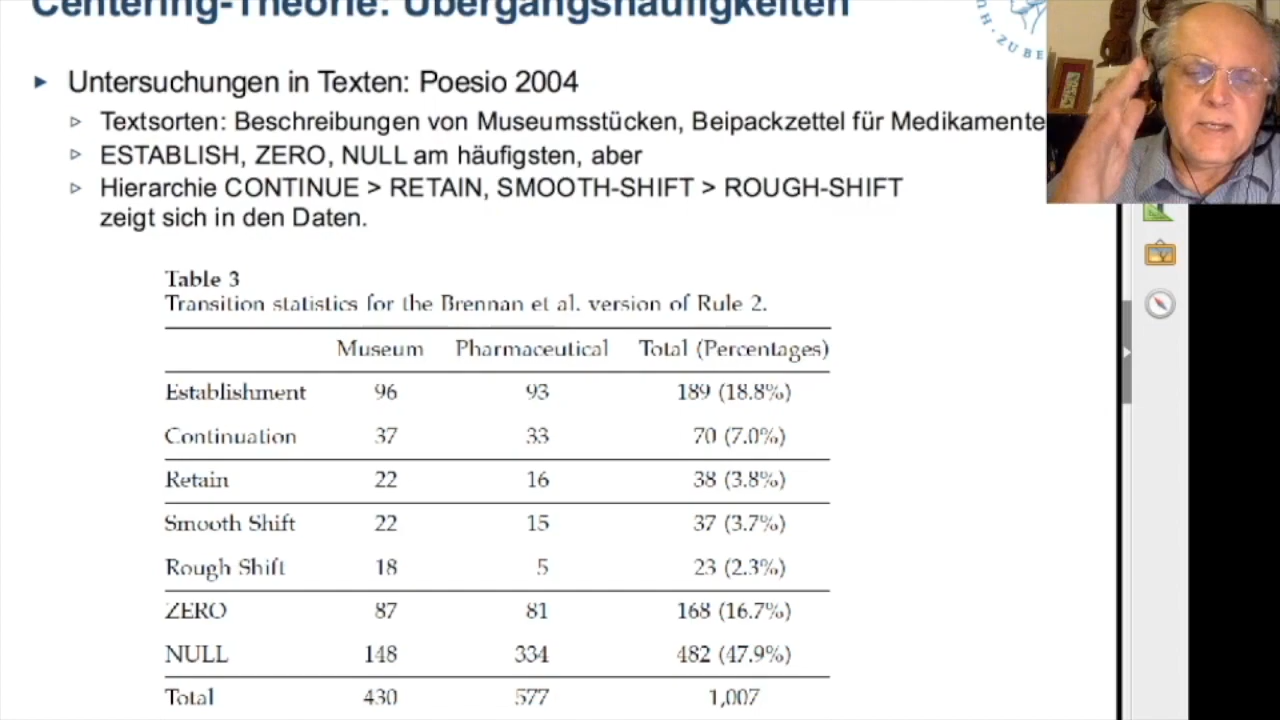 Centering-Theorie: Übergangshäufigkeiten
Untersuchungen in Texten: Poesio 2004
Textsorten: Beschreibungen von Museumsstücken, Beipackzettel für Medikamente
ESTABLISH, ZERO, NULL am häufigsten, aber
Hierarchie CONTINUE > RETAIN, SMOOTH-SHIFT > ROUGH-SHIFT
zeigt sich in den Daten.
Table 3
Transition statistics for the Brennan et al. version of Rule 2.
Museum Pharmaceutical Total (Percentages)
Establishment 96 93 189 (18.8%)
Continuation 37 33 70 (7.0%)
Retain 22 16 38 (3.8%)
Smooth Shift 22 15 37 (3.7%)
Rough Shift 18 5 23 (2.3%)
ZERO 87 81 168 (16.7%)
NULL 148 334 482 (47.9%)
Total 430 577 1,007